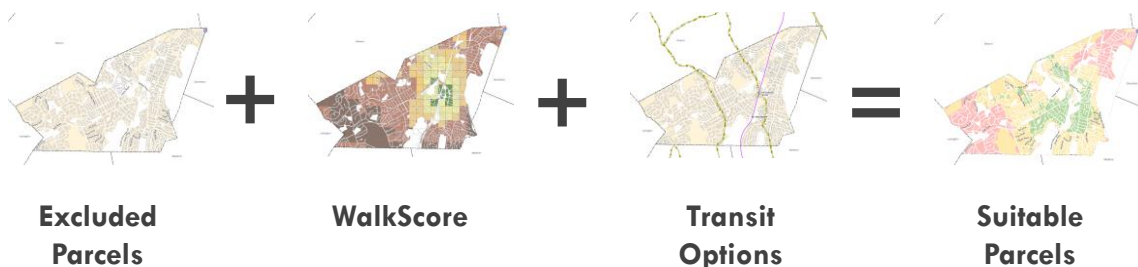 + + =
Excluded
Parcels
WalkScore
Transit
Options
Suitable
Parcels